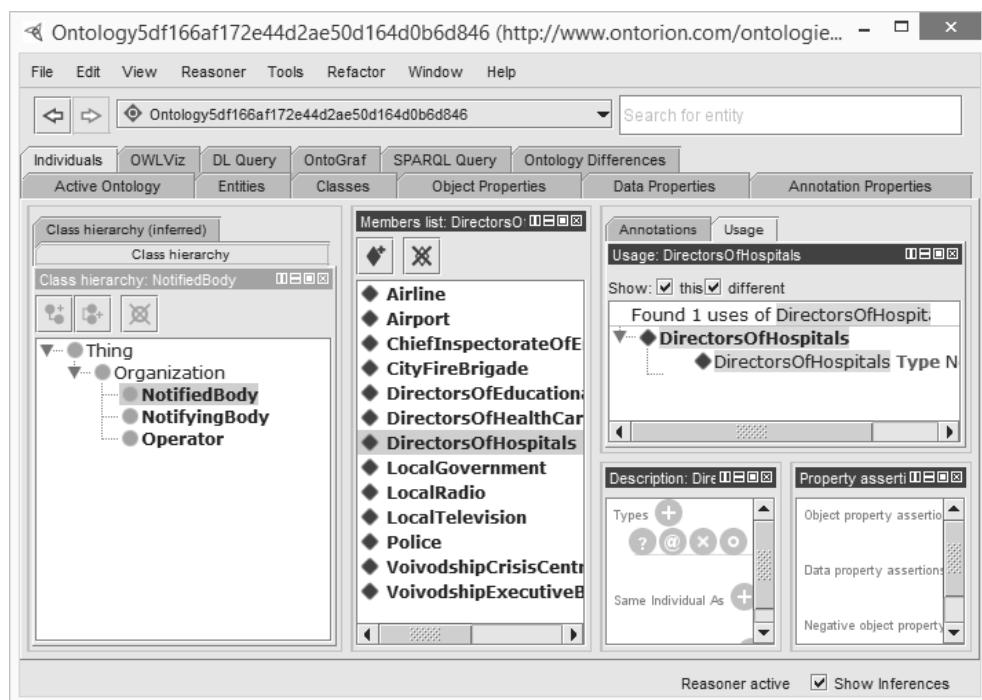 Ontology5df166af172e44d2ae50d164d0b6d846 (http://www.ontorion.com/ontologie...
File Edit View Reasoner Tools Refactor Window Help
Ontology5df166af172e44d2ae50d164d0b6d846
Search for entity
Individuals OWLViz DL Query OntoGraf SPARQL Query Ontology Differences
Active Ontology Entities Classes Object Properties Data Properties Annotation Properties
Class hierarchy (inferred)
Class hierarchy
Class hierarchy: NotifiedBody
Thing
Organization
NotifiedBody
NotifyingBody
Operator
Members list: DirectorsO
Airline
Airport
ChiefInspectorateOfE
CityFireBrigade
DirectorsOfEducationa
DirectorsOfHealthCar
DirectorsOfHospitals
LocalGovernment
LocalRadio
LocalTelevision
Police
VoivodshipCrisisCentr
VoivodshipExecutiveB
Annotations Usage
Usage: DirectorsOfHospitals
Show: this different
Found 1 uses of DirectorsOfHospita
DirectorsOfHospitals
DirectorsOfHospitals Type N
Description: Dire
Types
? @ × o
Same Individual As
Property asserti
Object property assertio
Data property assertions
Negative object property
Reasoner active Show Inferences